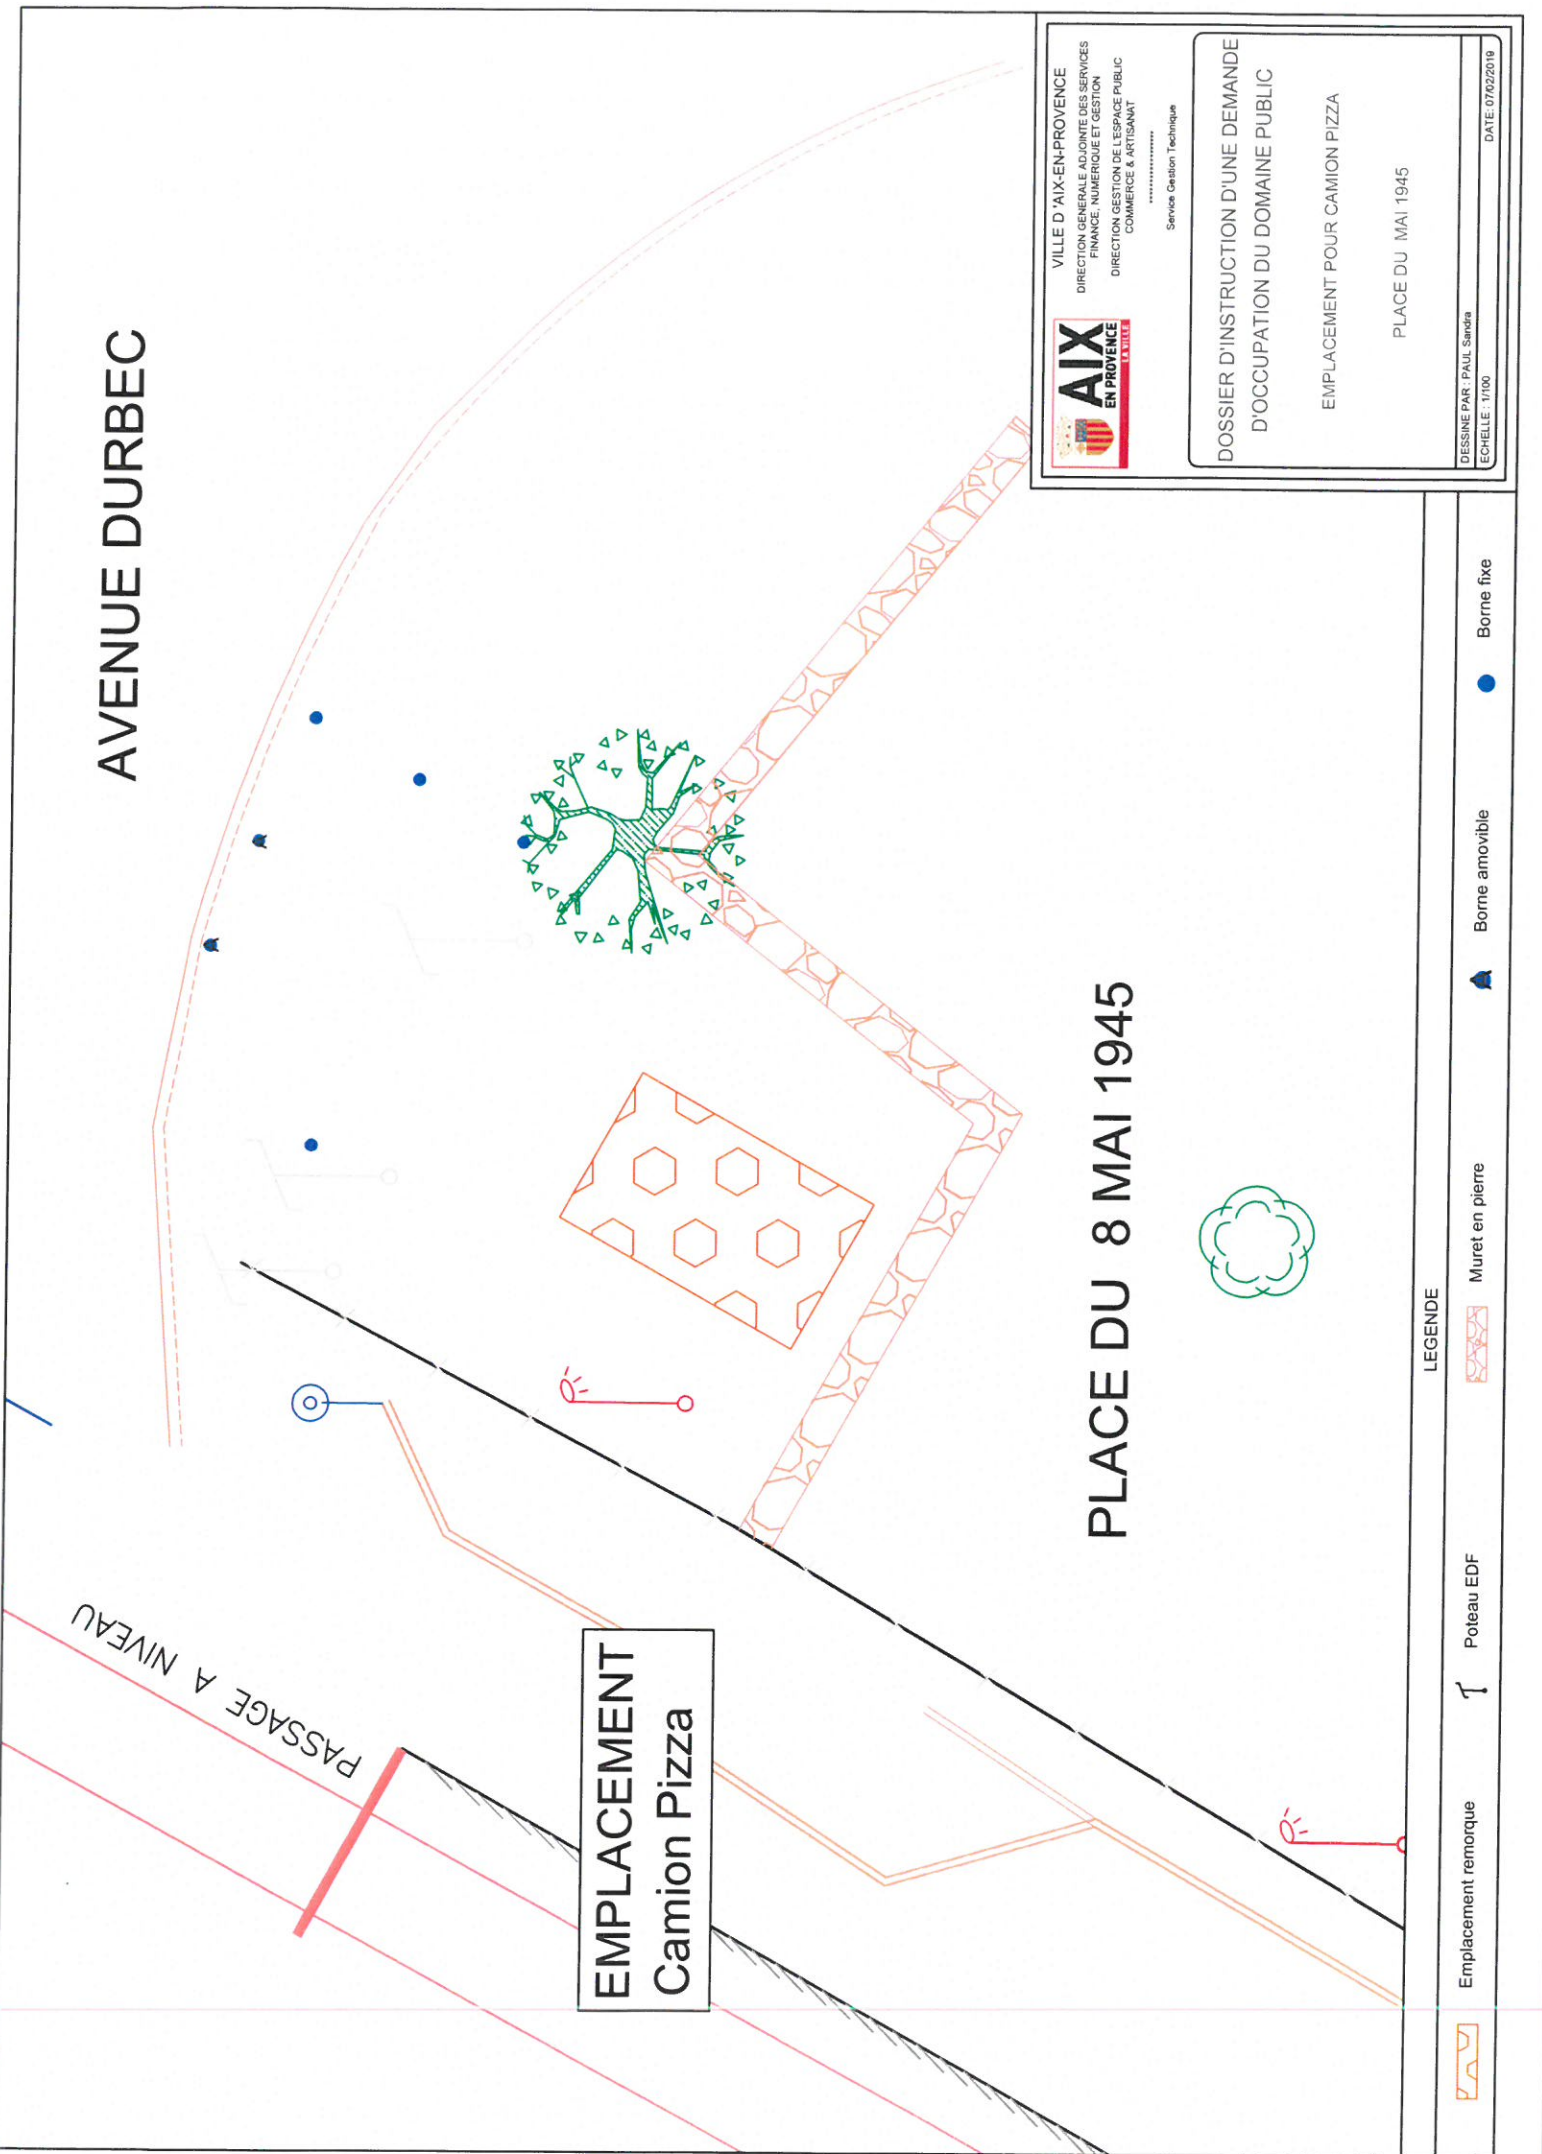 AVENUE DURBEC
PASSAGE A NIVEAU
EMPLACEMENT
Camion Pizza
PLACE DU 8 MAI 1945
AIX
EN PROVENCE
LA VILLE
VILLE D'AIX-EN-PROVENCE
DIRECTION GENERALE ADJOINTE DES SERVICES
FINANCE, NUMERIQUE ET GESTION
DIRECTION GESTION DE L'ESPACE PUBLIC
COMMERCE & ARTISANAT
*****************
Service Gestion Technique
DOSSIER D'INSTRUCTION D'UNE DEMANDE
D'OCCUPATION DU DOMAINE PUBLIC
EMPLACEMENT POUR CAMION PIZZA
PLACE DU MAI 1945
DESSINE PAR : PAUL Sandra
ECHELLE : 1/100
DATE: 07/02/2019
LEGENDE
Emplacement remorque
Poteau EDF
Muret en pierre
Borne amovible
Borne fixe